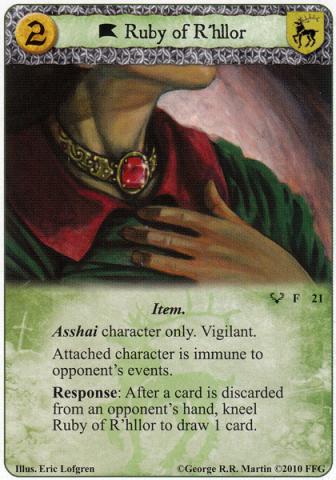 2 Ruby of R'hllor
F 21
Item.
Asshai character only. Vigilant.
Attached character is immune to
opponent's events.
Response: After a card is discarded
from an opponent's hand, kneel
Ruby of R'hllor to draw 1 card.
Illus. Eric Lofgren ©George R.R. Martin ©2010 FFG